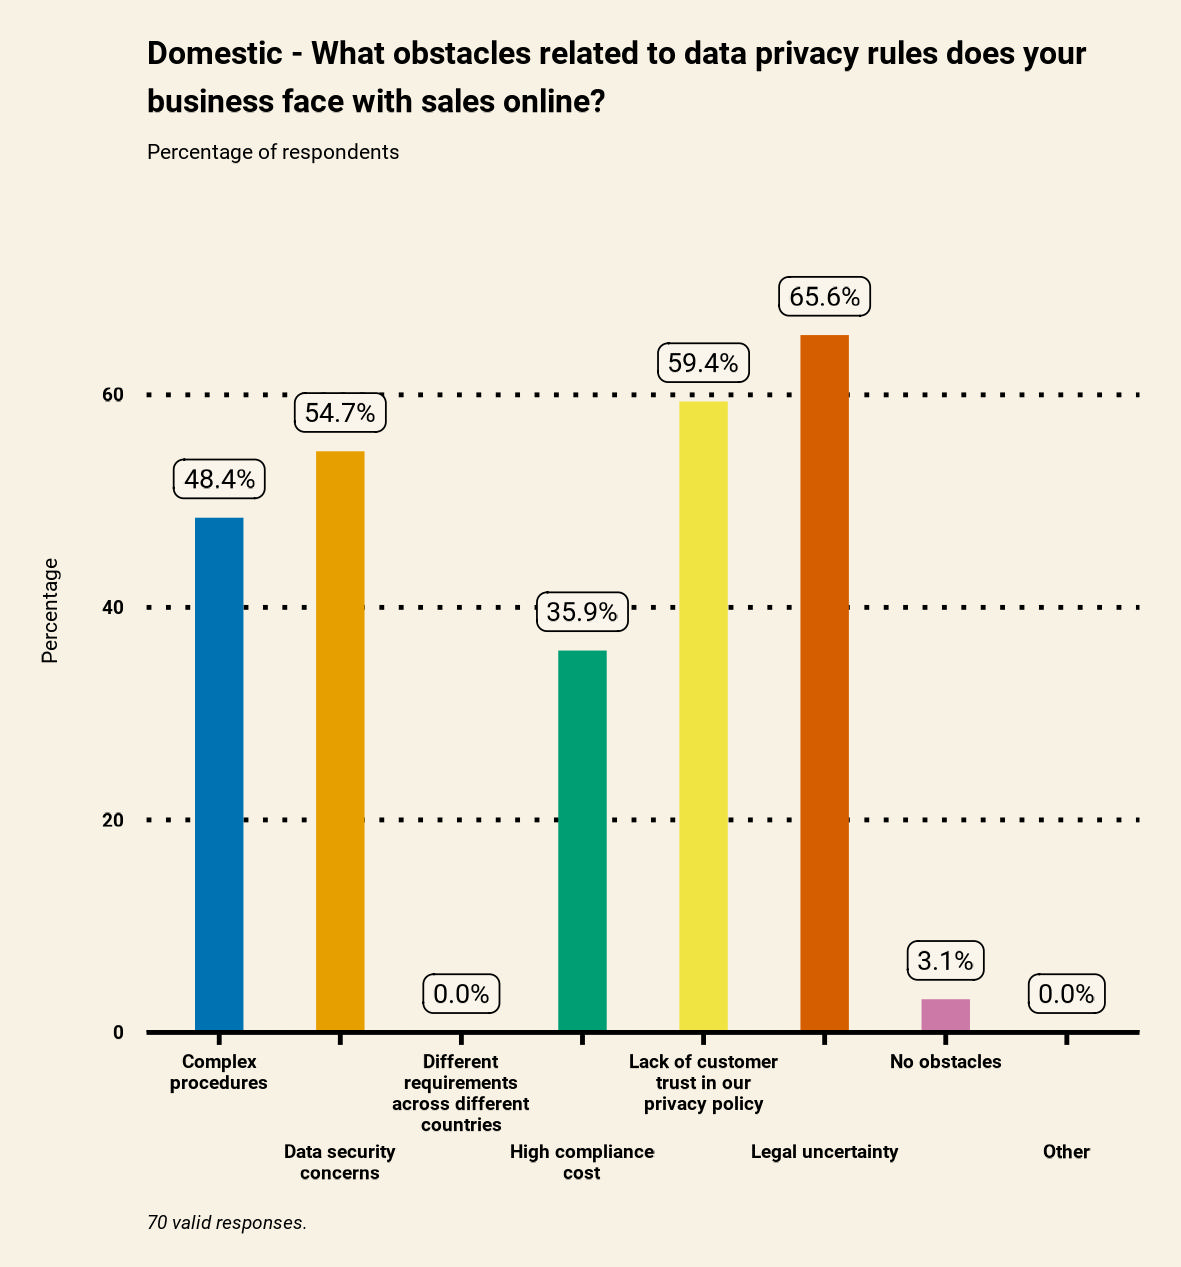 Domestic - What obstacles related to data privacy rules does your
business face with sales online?
Percentage of respondents
65.6%
59.4%
60
54.7%
48.4%
Percentage
40
35.9%
20
3.1%
0.0%
0.0%
0
Complex
procedures
Different
requirements
across different
countries
Lack of customer
trust in our
privacy policy
No obstacles
Data security
concerns
High compliance
cost
Legal uncertainty
Other
70 valid responses.